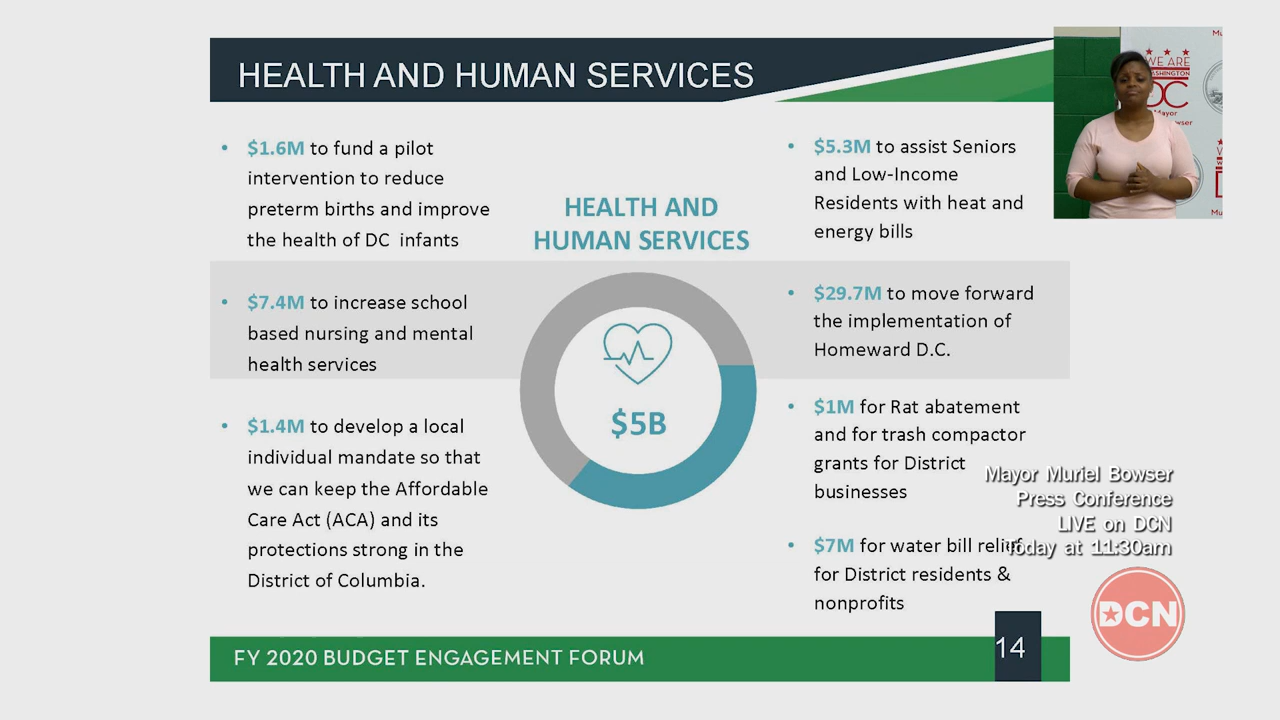 HEALTH AND HUMAN SERVICES
• $1.6M to fund a pilot
intervention to reduce
preterm births and improve
the health of DC infants
• $7.4M to increase school
based nursing and mental
health services
• $1.4M to develop a local
individual mandate so that
we can keep the Affordable
Care Act (ACA) and its
protections strong in the
District of Columbia.
HEALTH AND
HUMAN SERVICES
$5B
• $5.3M to assist Seniors
and Low-Income
Residents with heat and
energy bills
• $29.7M to move forward
the implementation of
Homeward D.C.
• $1M for Rat abatement
and for trash compactor
grants for District
businesses
• $7M for water bill relief
for District residents &
nonprofits
WE ARE
WASHINGTON
DC
Mayor
Mayor Muriel Bowser
Press Conference
LIVE on DCN
Today at 11:30am
DCN
FY 2020 BUDGET ENGAGEMENT FORUM
14